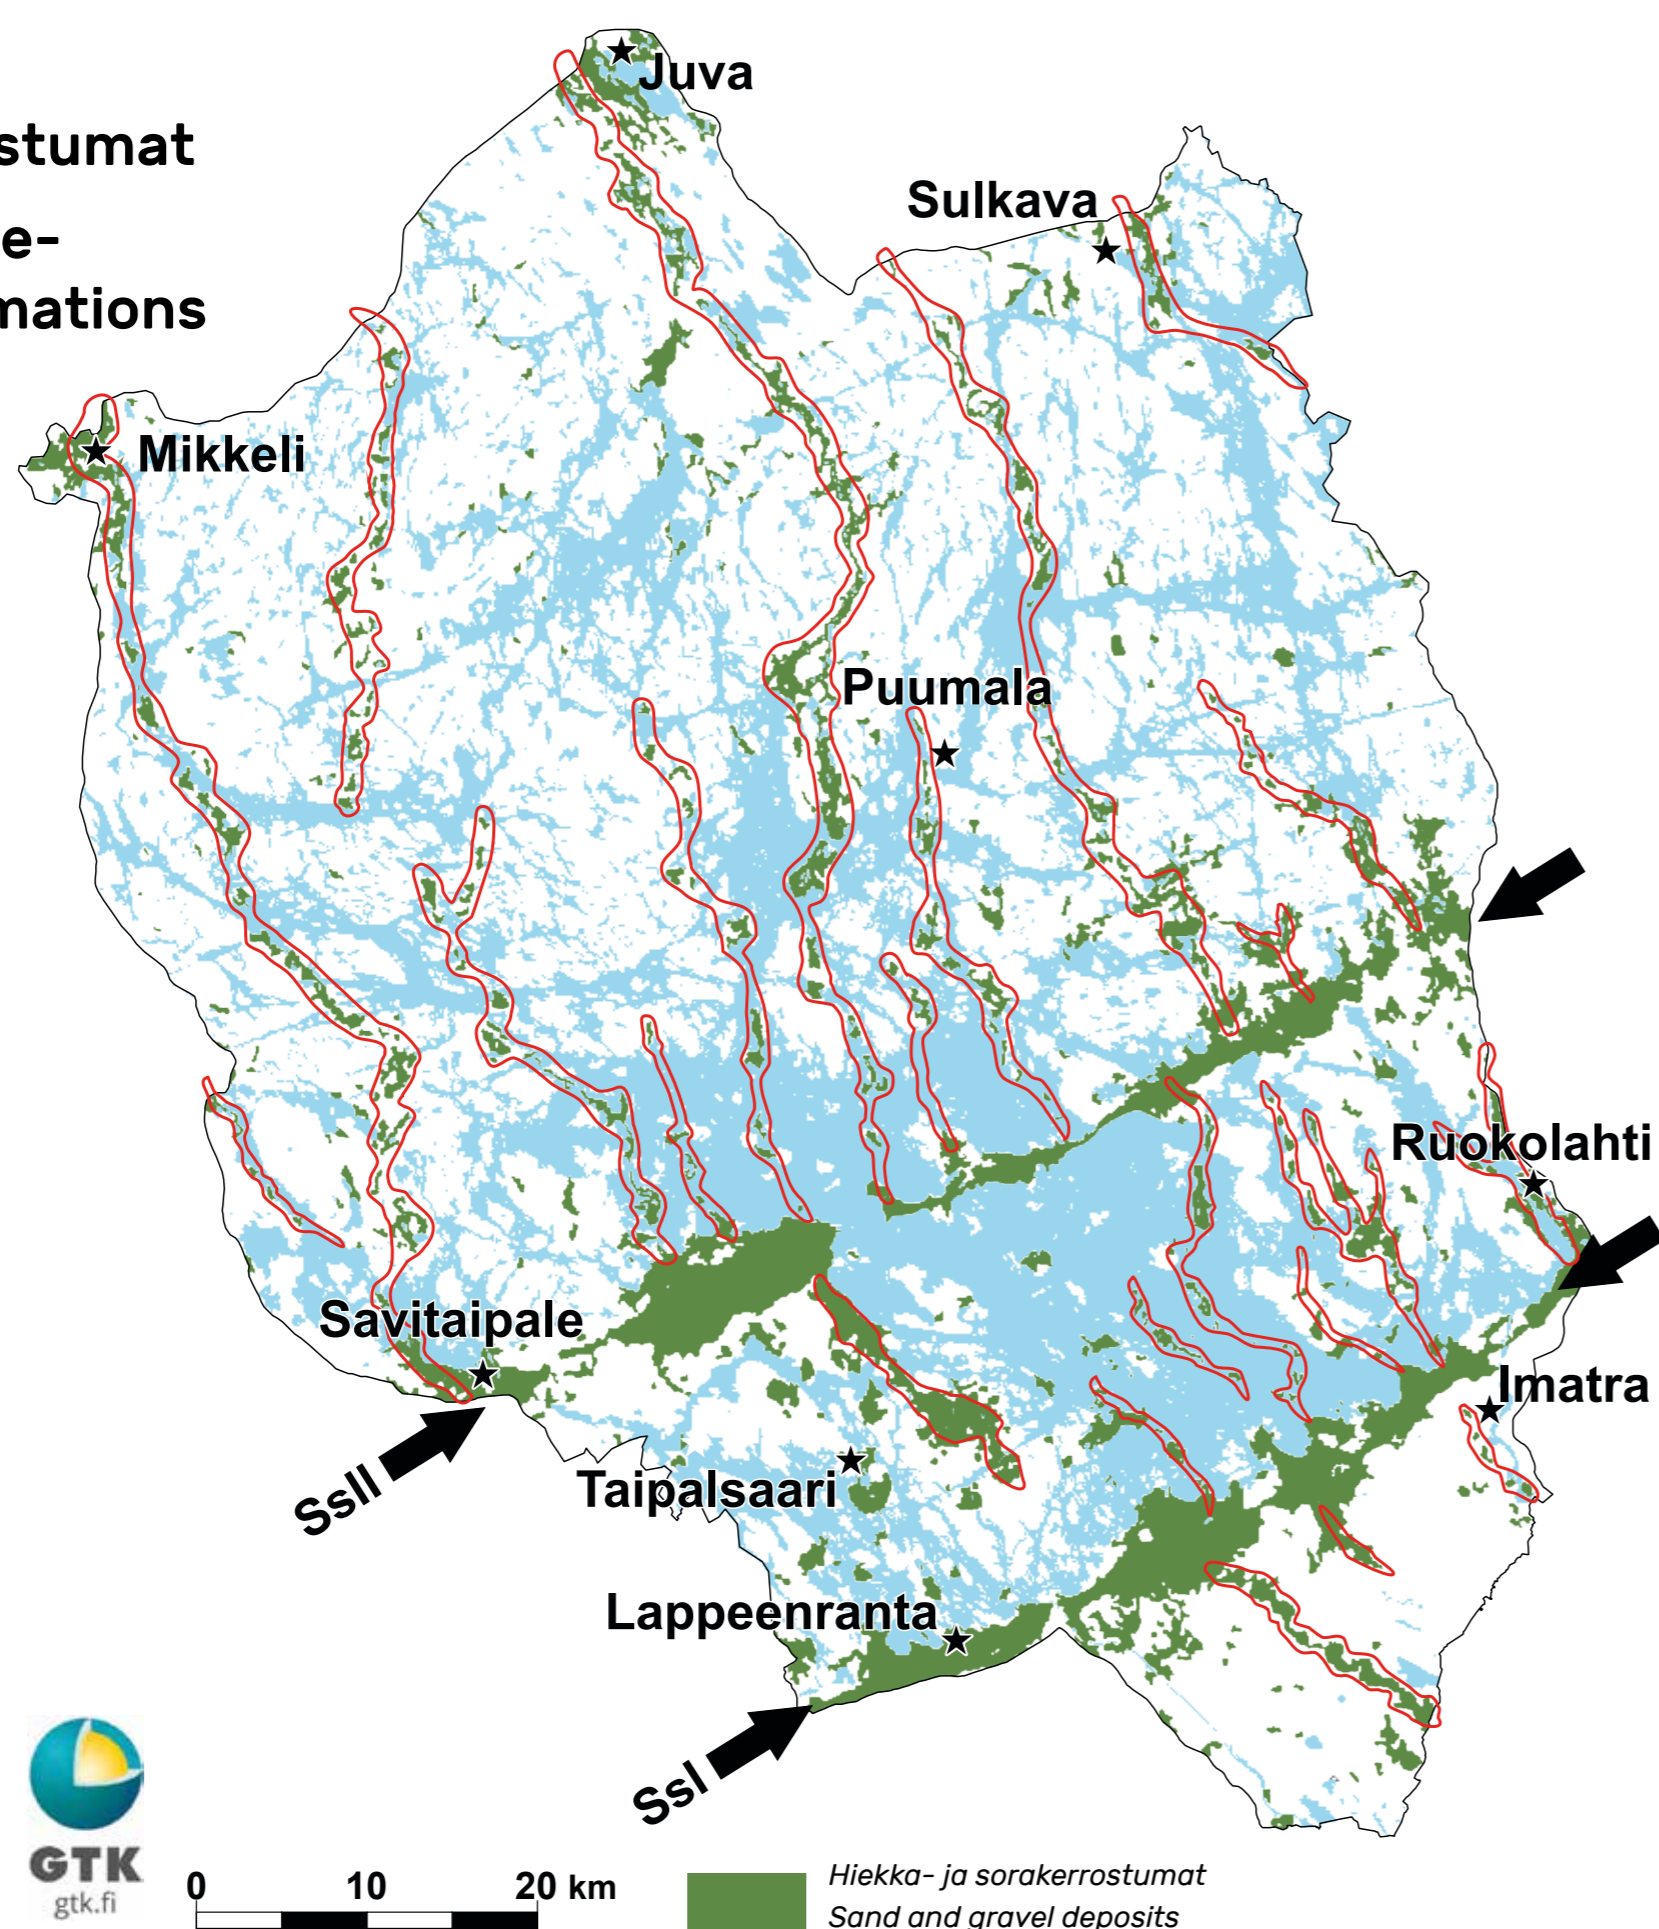 stumat
e-
mations
Juva
Sulkava
Mikkeli
Puumala
Ruokolahti
Savitaipale
Imatra
SsII
Taipalsaari
Lappeenranta
SsI
GTK
gtk.fi
0 10 20 km
Hiekka- ja sorakerrostumat
Sand and gravel deposits